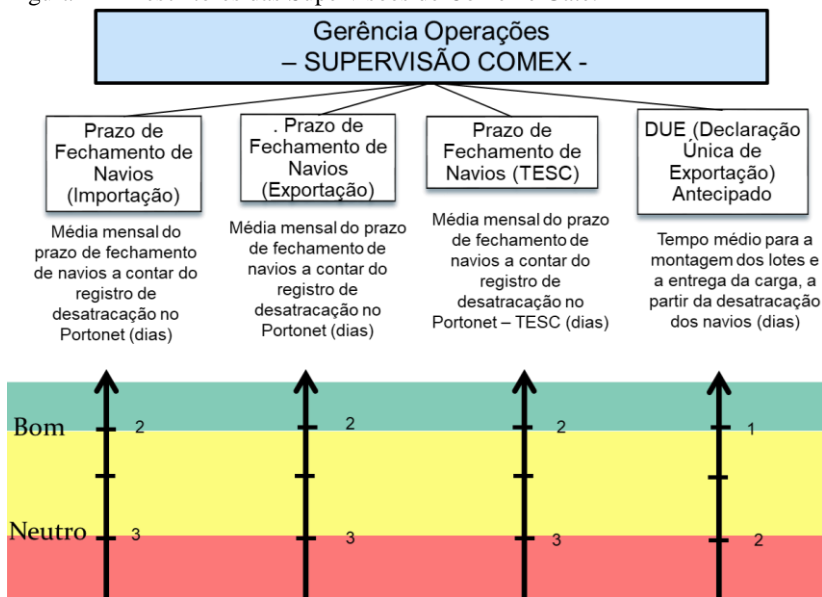 Gerência Operações
– SUPERVISÃO COMEX -
Prazo de
Fechamento de
Navios
(Importação)
Média mensal do
prazo de fechamento
de navios a contar do
registro de
desatracação no
Portonet (dias)
. Prazo de
Fechamento de
Navios
(Exportação)
Média mensal do prazo
de fechamento de
navios a contar do
registro de
desatracação no
Portonet (dias)
Prazo de
Fechamento de
Navios (TESC)
Média mensal do prazo
de fechamento de
navios a contar do
registro de
desatracação no
Portonet – TESC (dias)
DUE (Declaração
Única de
Exportação)
Antecipado
Tempo médio para a
montagem dos lotes e
a entrega da carga, a
partir da desatracação
dos navios (dias)
Bom 2 2 2 1
Neutro 3 3 3 2